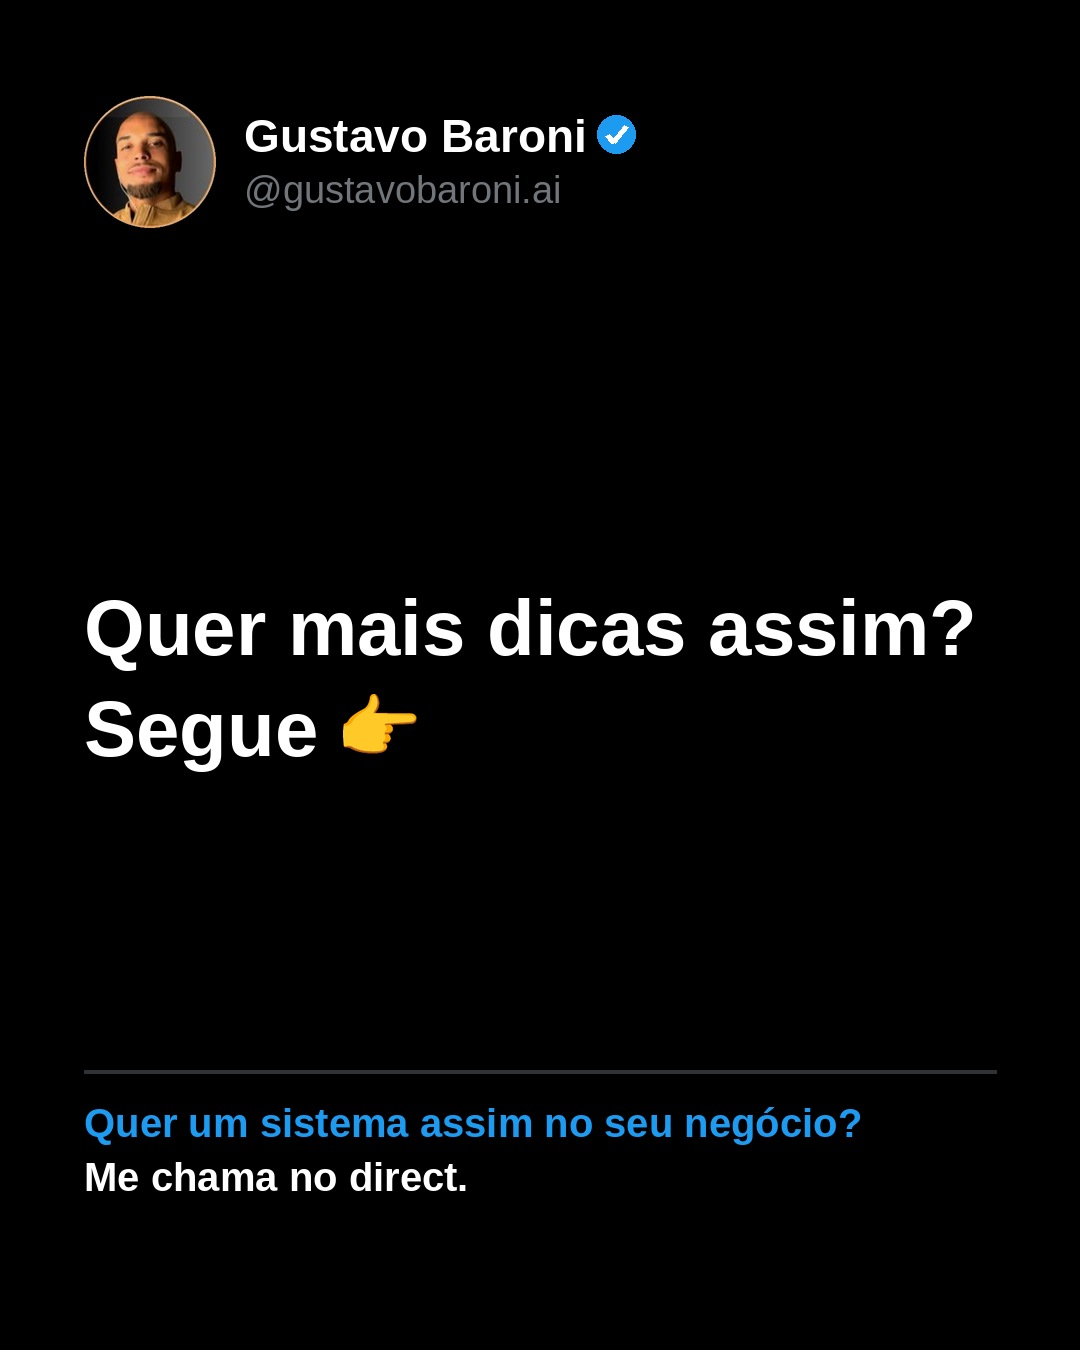 Gustavo Baroni
@gustavobaroni.ai
Quer mais dicas assim?
Segue 👉
Quer um sistema assim no seu negócio?
Me chama no direct.